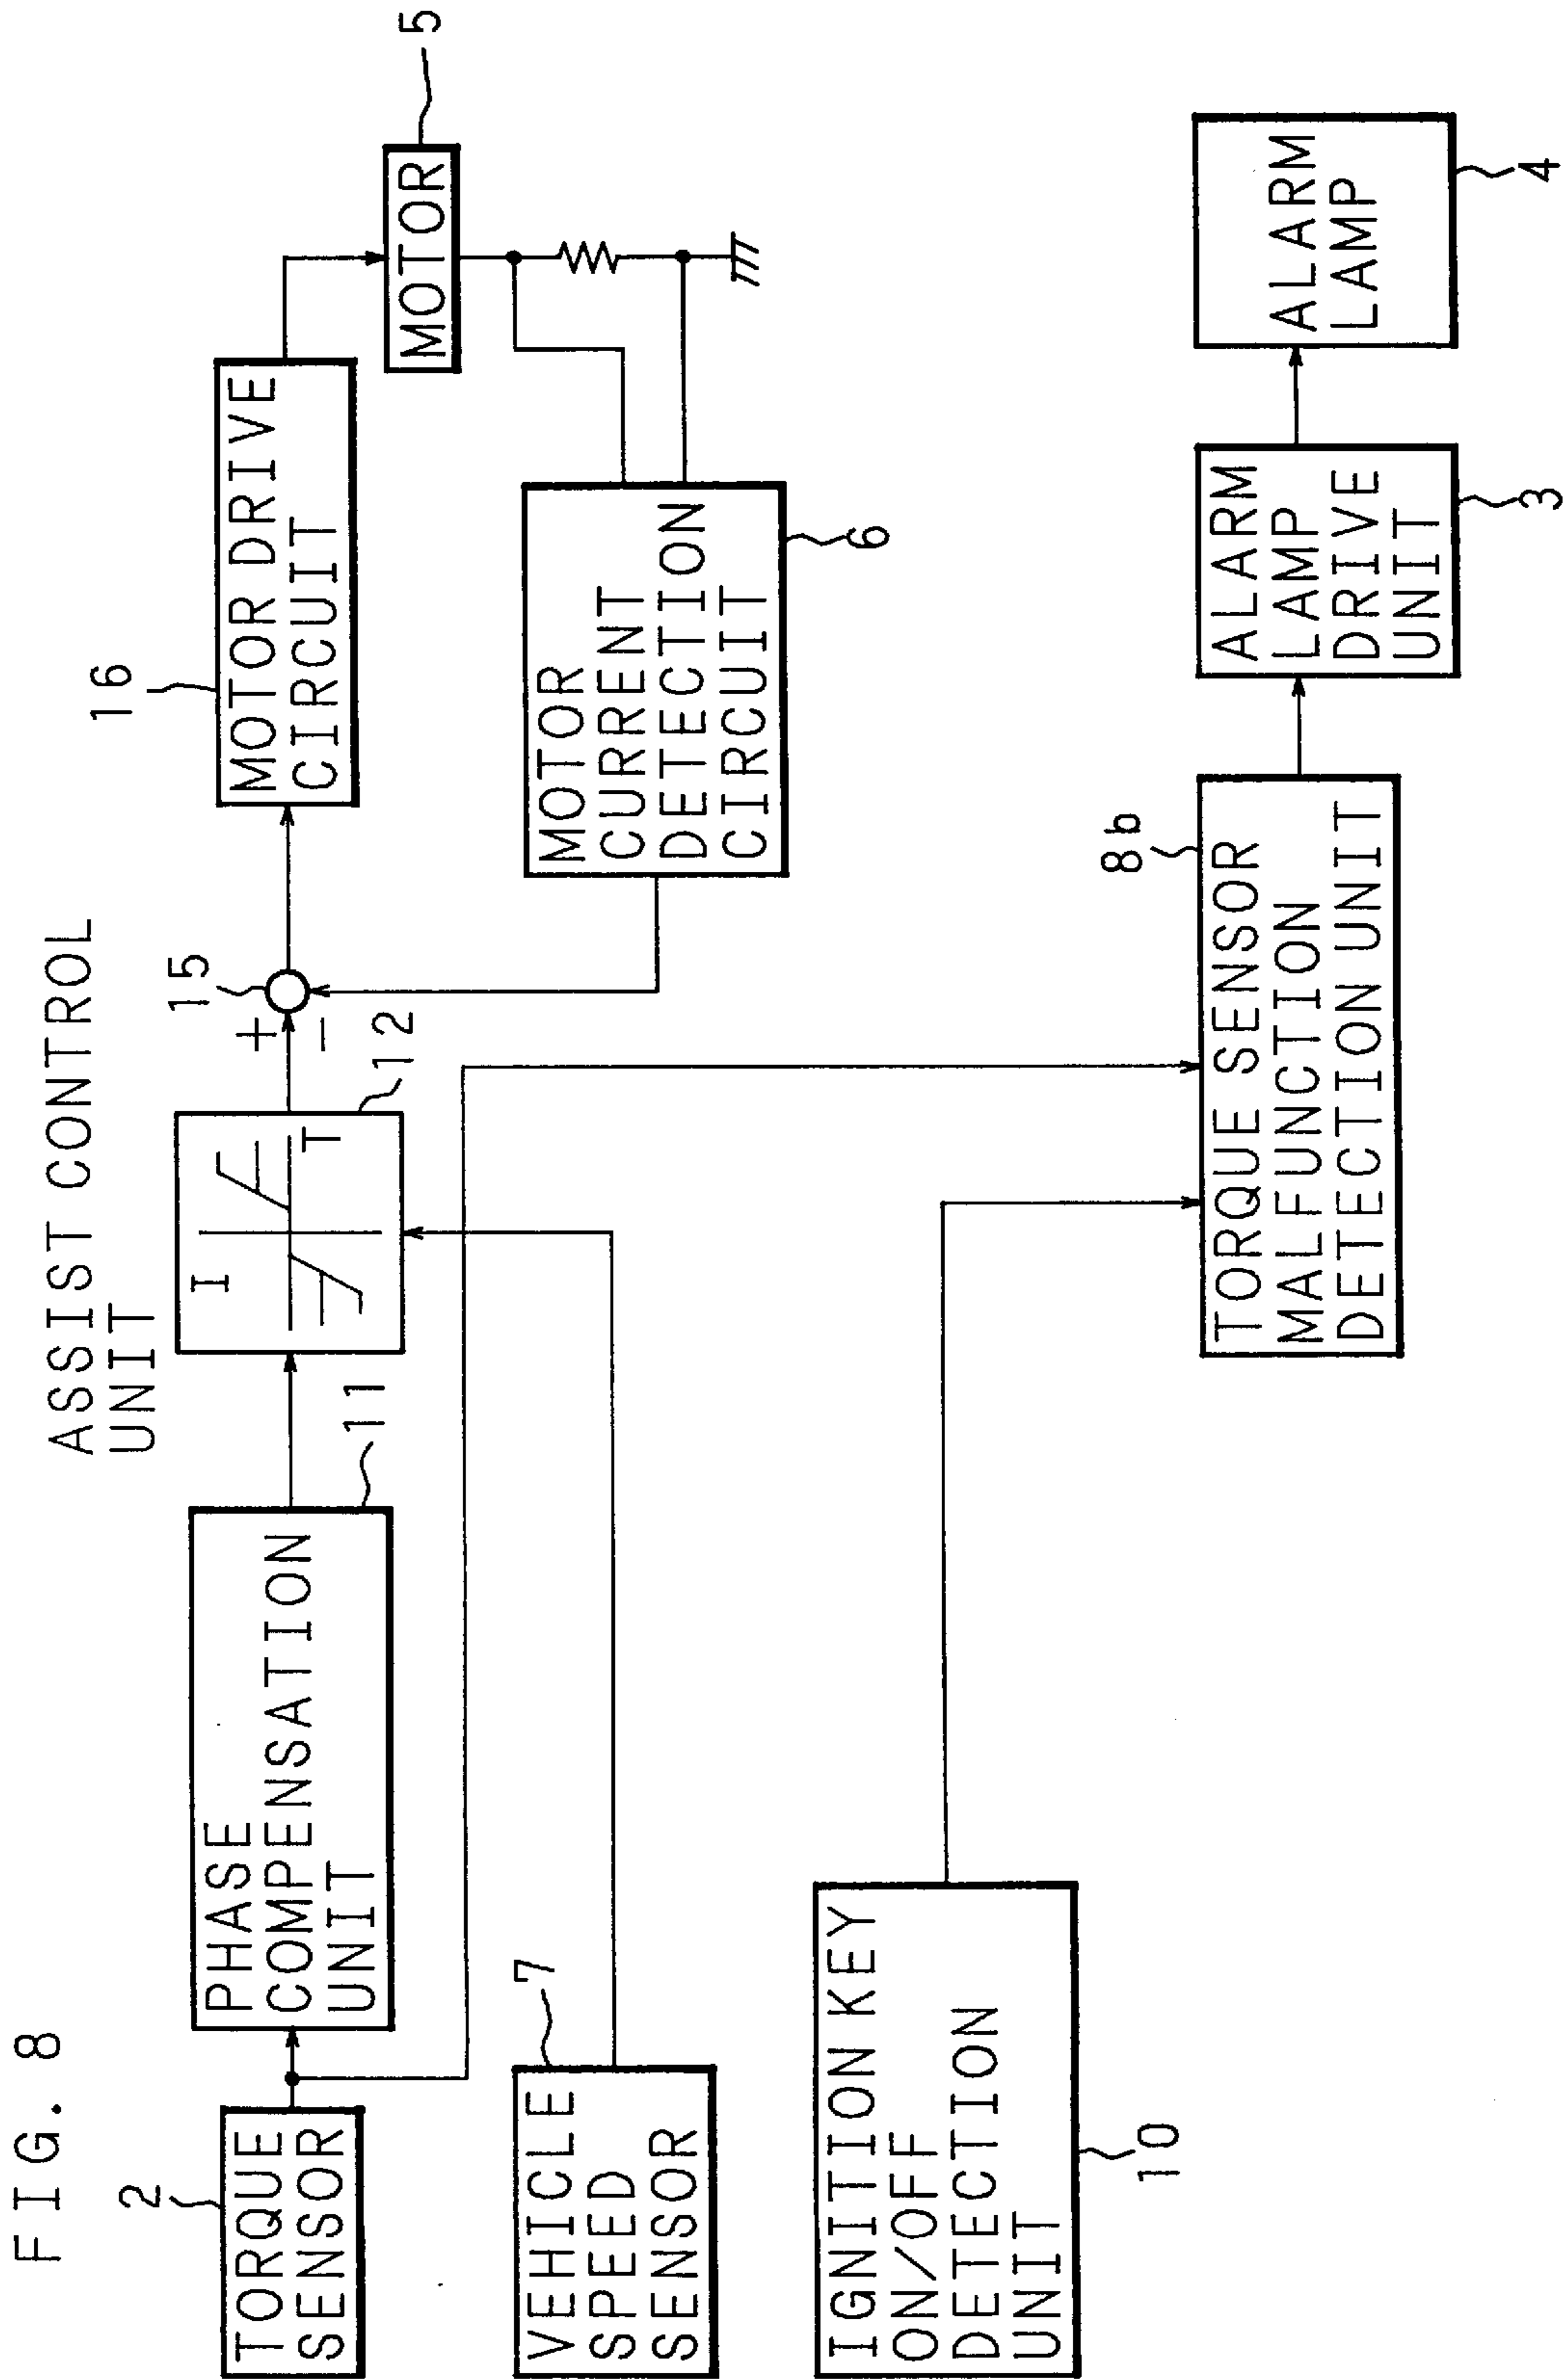 FIG. 8
ASSIST CONTROL
UNIT
2
TORQUE
SENSOR
PHASE
COMPENSATION
UNIT
11
I
T
12
+
−
15
16
MOTOR DRIVE
CIRCUIT
MOTOR
5
7
VEHICLE
SPEED
SENSOR
MOTOR
CURRENT
DETECTION
CIRCUIT
6
IGNITION KEY
ON/OFF
DETECTION
UNIT
10
8b
TORQUE SENSOR
MALFUNCTION
DETECTION UNIT
ALARM
LAMP
DRIVE
UNIT
3
ALARM
LAMP
4